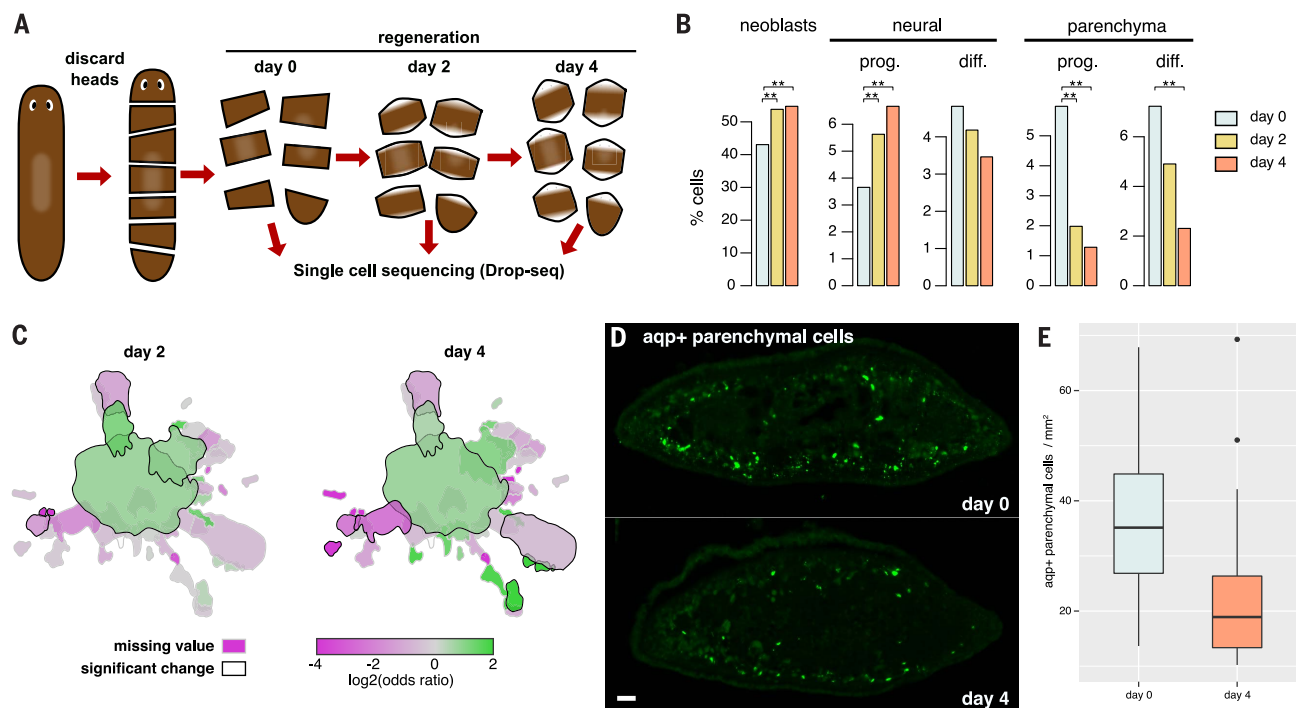 A
regeneration
discard
heads
day 0
day 2
day 4
Single cell sequencing (Drop-seq)
B
neoblasts
neural
parenchyma
prog.
diff.
prog.
diff.
**
**
**
**
**
**
**
% cells
0
10
20
30
40
50
0
1
2
3
4
5
0
1
2
3
4
0
1
2
3
4
5
0
2
4
6
day 0
day 2
day 4
C
day 2
day 4
missing value
significant change
-4
-2
0
2
log2(odds ratio)
D
aqp+ parenchymal cells
day 0
day 4
E
aqp+ parenchymal cells / mm²
60
40
20
day 0
day 4